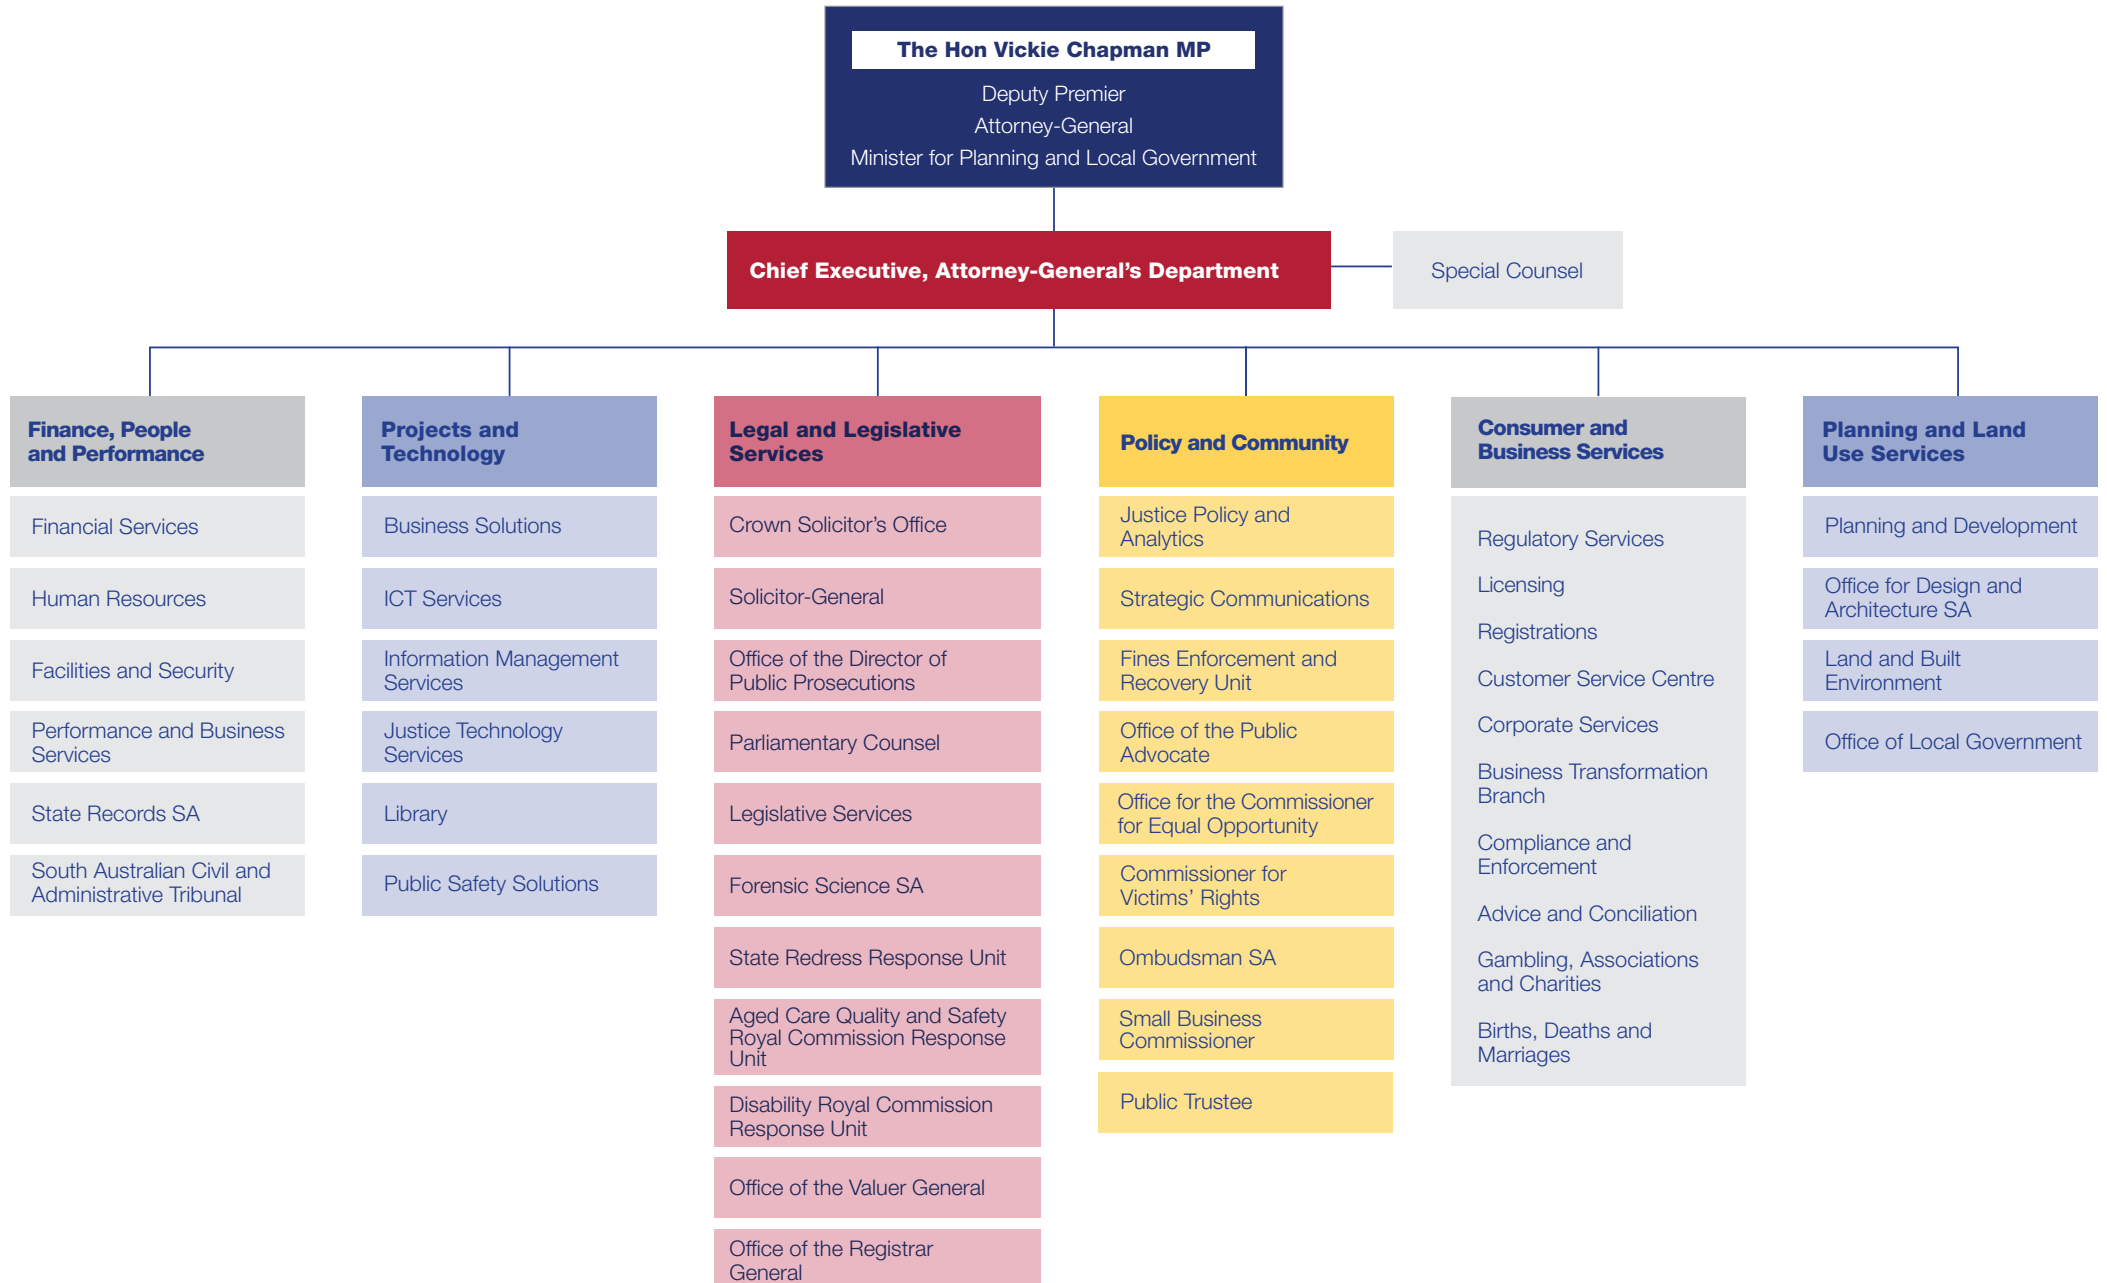 The Hon Vickie Chapman MP
Deputy Premier
Attorney-General
Minister for Planning and Local Government
Chief Executive, Attorney-General’s Department
Special Counsel
Finance, People
and Performance
Financial Services
Human Resources
Facilities and Security
Performance and Business
Services
State Records SA
South Australian Civil and
Administrative Tribunal
Projects and
Technology
Business Solutions
ICT Services
Information Management
Services
Justice Technology
Services
Library
Public Safety Solutions
Legal and Legislative
Services
Crown Solicitor’s Office
Solicitor-General
Office of the Director of
Public Prosecutions
Parliamentary Counsel
Legislative Services
Forensic Science SA
State Redress Response Unit
Aged Care Quality and Safety
Royal Commission Response
Unit
Disability Royal Commission
Response Unit
Office of the Valuer General
Office of the Registrar
General
Policy and Community
Justice Policy and
Analytics
Strategic Communications
Fines Enforcement and
Recovery Unit
Office of the Public
Advocate
Office for the Commissioner
for Equal Opportunity
Commissioner for
Victims’ Rights
Ombudsman SA
Small Business
Commissioner
Public Trustee
Consumer and
Business Services
Regulatory Services
Licensing
Registrations
Customer Service Centre
Corporate Services
Business Transformation
Branch
Compliance and
Enforcement
Advice and Conciliation
Gambling, Associations
and Charities
Births, Deaths and
Marriages
Planning and Land
Use Services
Planning and Development
Office for Design and
Architecture SA
Land and Built
Environment
Office of Local Government